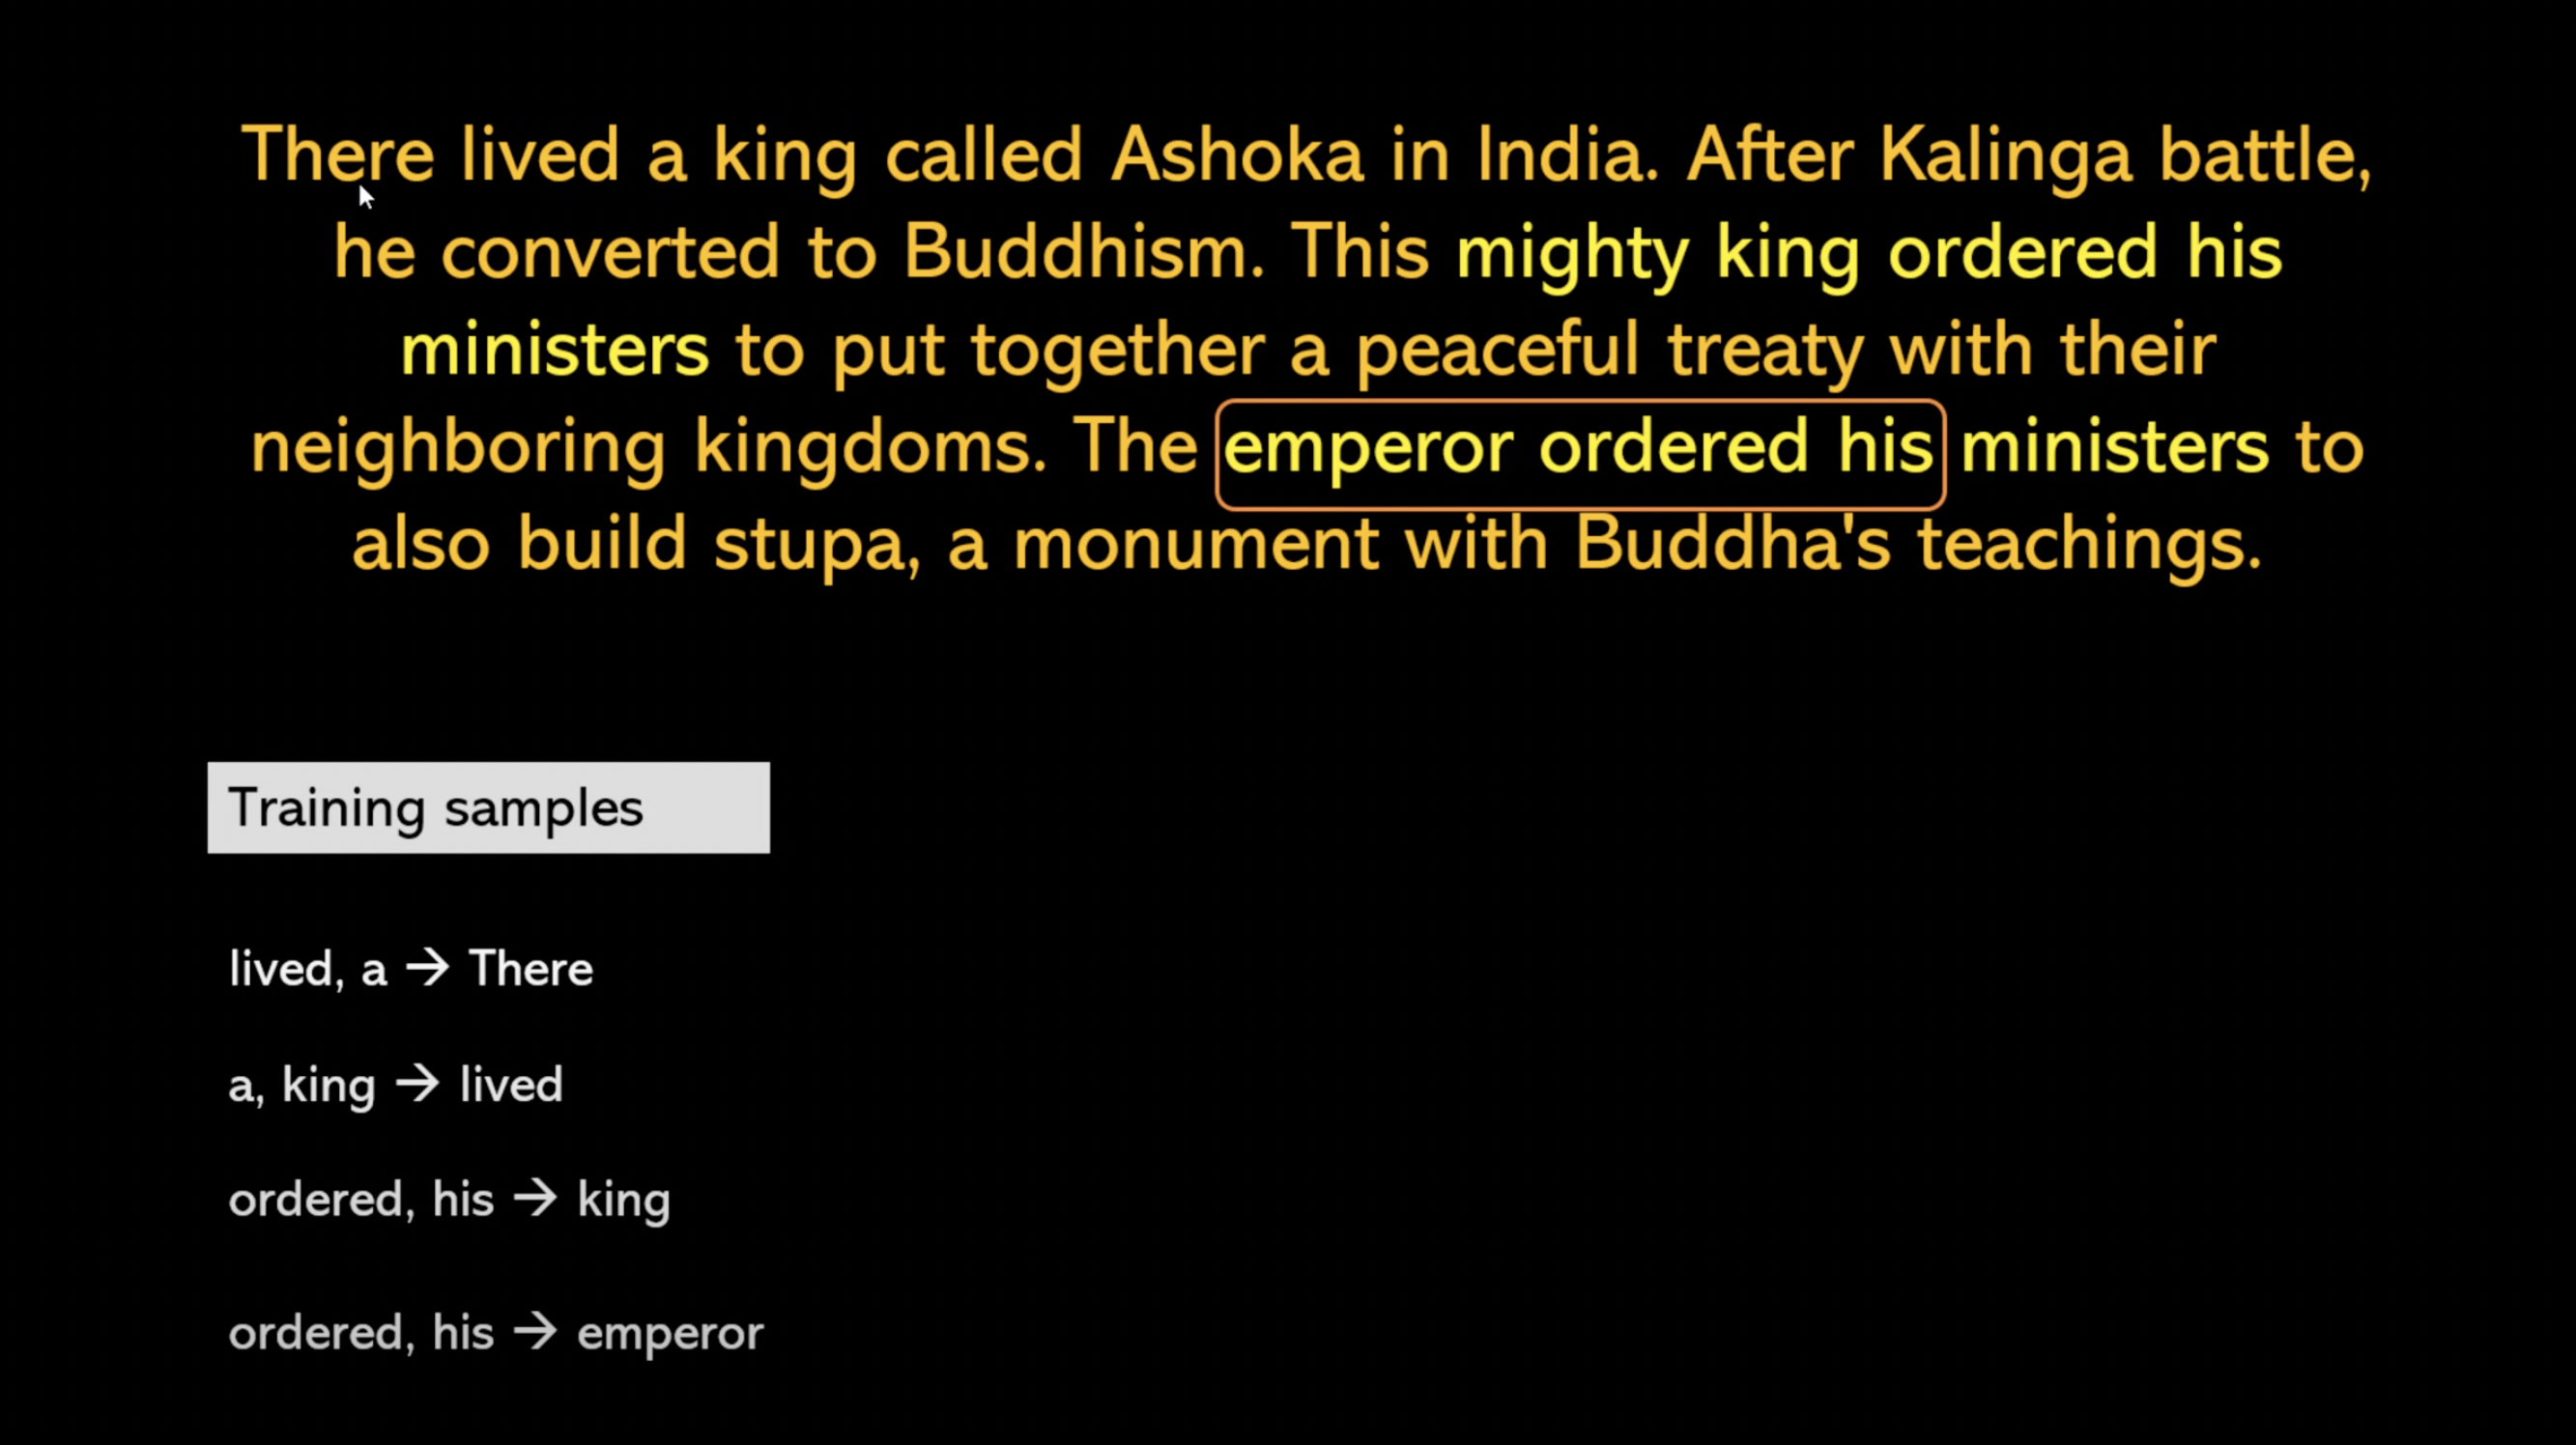 There lived a king called Ashoka in India. After Kalinga battle,
he converted to Buddhism. This mighty king ordered his
ministers to put together a peaceful treaty with their
neighboring kingdoms. The emperor ordered his ministers to
also build stupa, a monument with Buddha's teachings.
Training samples
lived, a → There
a, king → lived
ordered, his → king
ordered, his → emperor